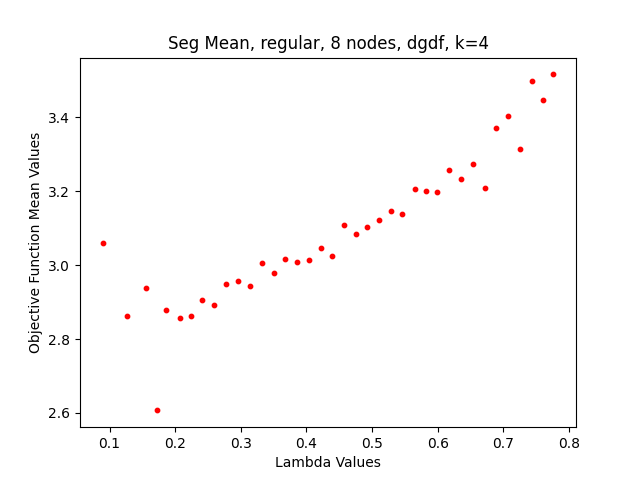 Seg Mean, regular, 8 nodes, dgdf, k=4
Objective Function Mean Values
3.4
3.2
3.0
2.8
2.6
0.1 0.2 0.3 0.4 0.5 0.6 0.7 0.8
Lambda Values